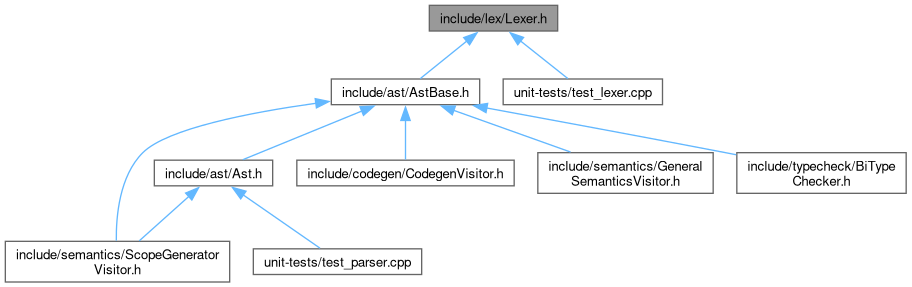 include/lex/Lexer.h
include/ast/AstBase.h
unit-tests/test_lexer.cpp
include/ast/Ast.h
include/codegen/CodegenVisitor.h
include/semantics/General
SemanticsVisitor.h
include/typecheck/BiType
Checker.h
include/semantics/ScopeGenerator
Visitor.h
unit-tests/test_parser.cpp